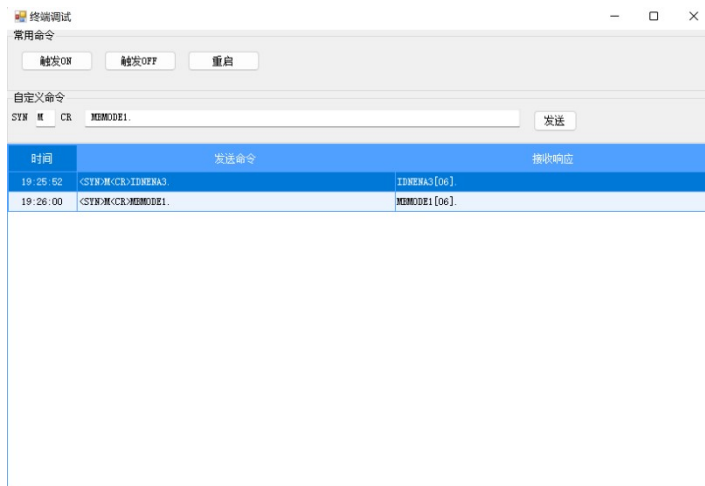 终端调试
常用命令
触发ON 触发OFF 重启
自定义命令
SYN M CR MBMODE1. 发送
时间 发送命令 接收响应
19:25:52 <SYN>M<CR>IDNENA3. IDNENA3[06].
19:26:00 <SYN>M<CR>MBMODE1. MBMODE1[06].